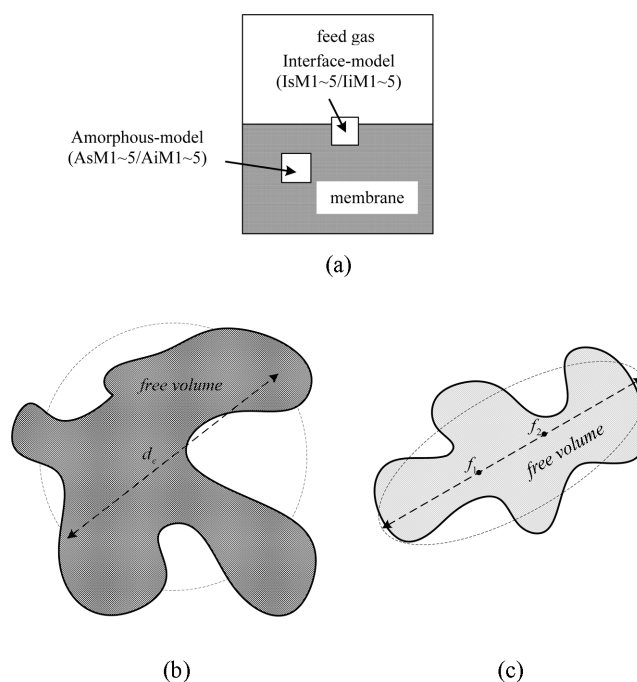 feed gas
Interface-model
(IsM1~5/IiM1~5)
Amorphous-model
(AsM1~5/AiM1~5)
membrane
(a)
free volume
d_c
f₂
f₁
free volume
(b)
(c)